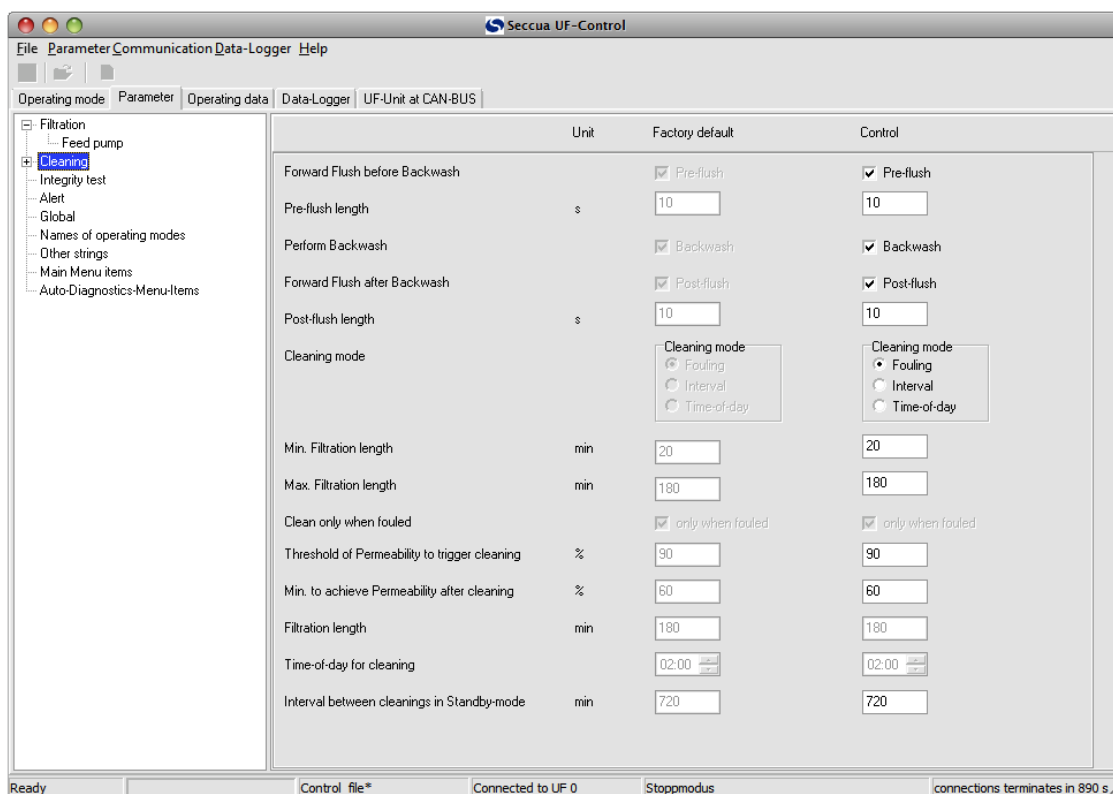 Seccua UF-Control
File Parameter Communication Data-Logger Help
Operating mode Parameter Operating data Data-Logger UF-Unit at CAN-BUS
Filtration
Feed pump
Cleaning
Integrity test
Alert
Global
Names of operating modes
Other strings
Main Menu items
Auto-Diagnostics-Menu-Items
Unit Factory default Control
Forward Flush before Backwash Pre-flush Pre-flush
Pre-flush length s 10 10
Perform Backwash Backwash Backwash
Forward Flush after Backwash Post-flush Post-flush
Post-flush length s 10 10
Cleaning mode Cleaning mode Cleaning mode
Fouling Fouling
Interval Interval
Time-of-day Time-of-day
Min. Filtration length min 20 20
Max. Filtration length min 180 180
Clean only when fouled only when fouled only when fouled
Threshold of Permeability to trigger cleaning % 90 90
Min. to achieve Permeability after cleaning % 60 60
Filtration length min 180 180
Time-of-day for cleaning 02:00 02:00
Interval between cleanings in Standby-mode min 720 720
Ready Control file* Connected to UF 0 Stoppmodus connections terminates in 890 s